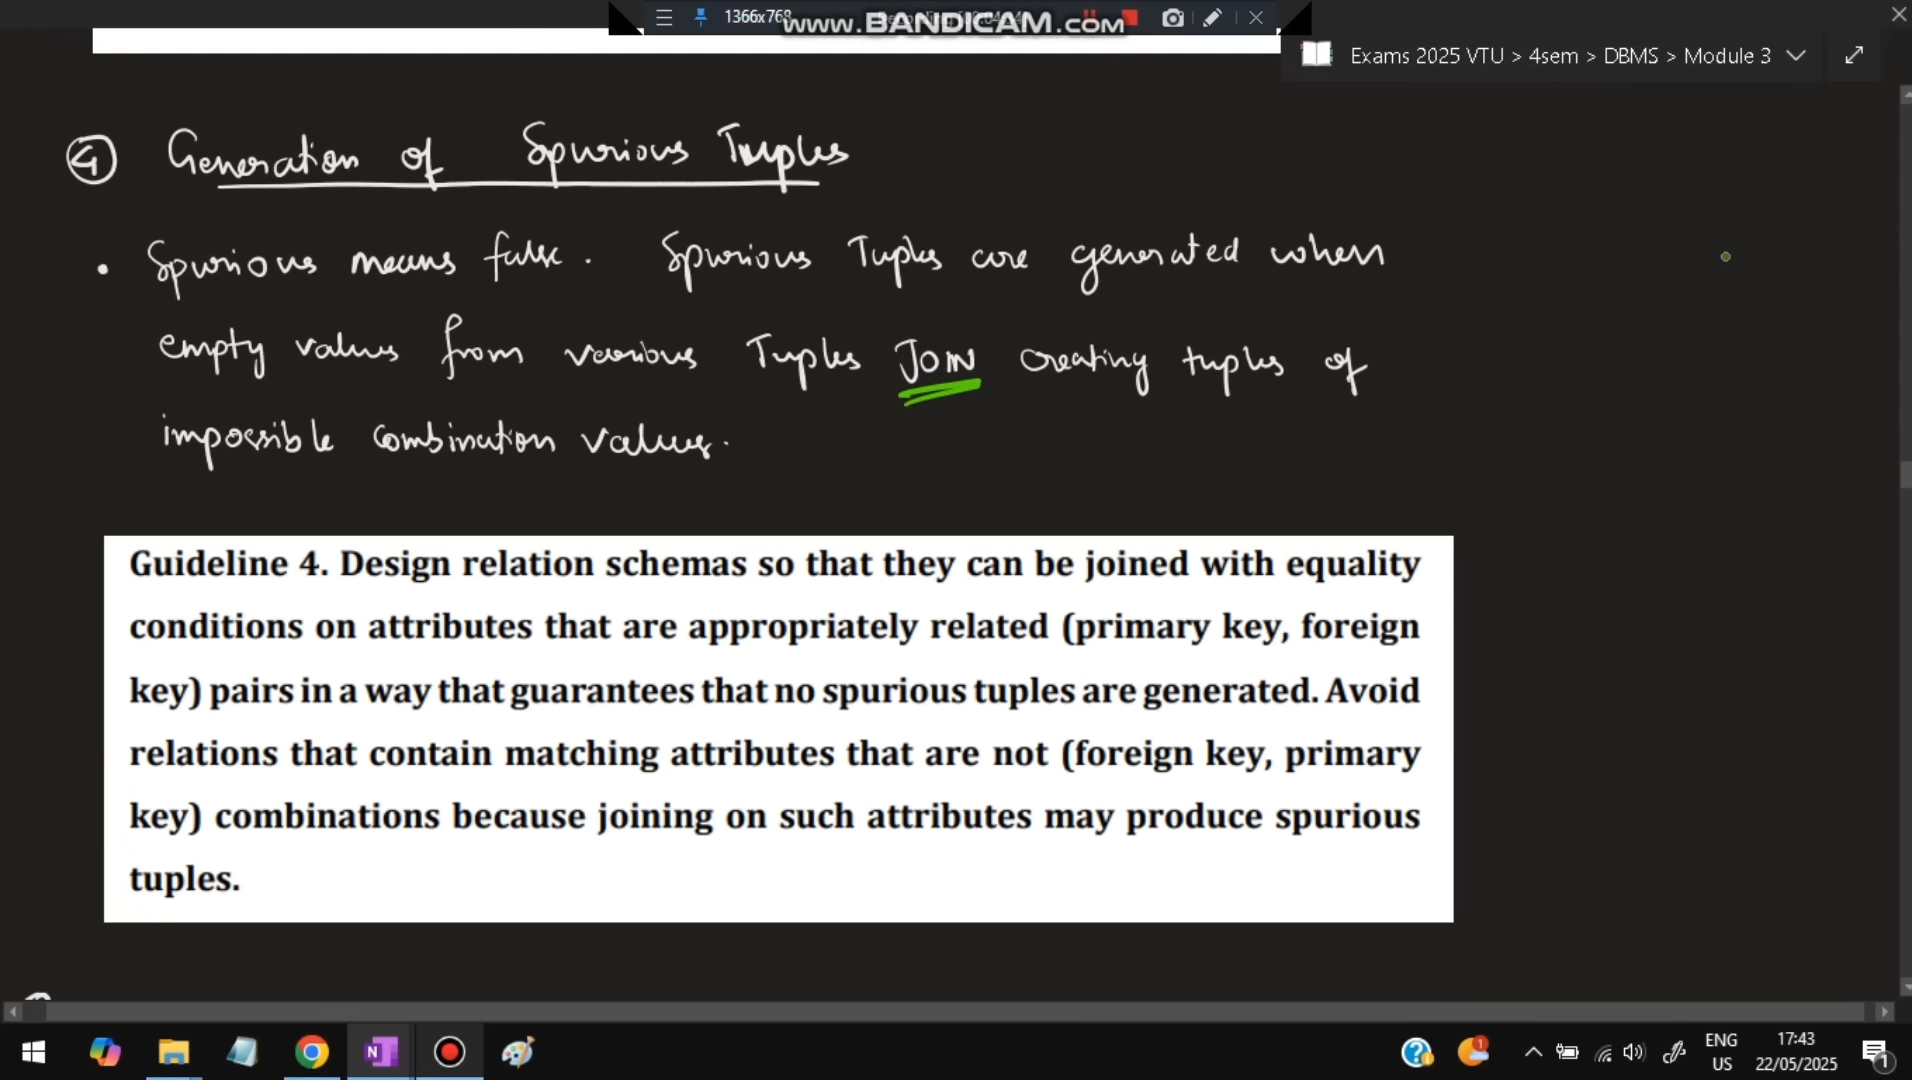 1366x768
www.BANDICAM.com
Exams 2025 VTU > 4sem > DBMS > Module 3
④ Generation of Spurious Tuples
• Spurious means false. Spurious Tuples are generated when
empty values from various Tuples JOIN creating tuples of
impossible combination values.
Guideline 4. Design relation schemas so that they can be joined with equality
conditions on attributes that are appropriately related (primary key, foreign
key) pairs in a way that guarantees that no spurious tuples are generated. Avoid
relations that contain matching attributes that are not (foreign key, primary
key) combinations because joining on such attributes may produce spurious
tuples.
N
1
ENG
US
17:43
22/05/2025
1